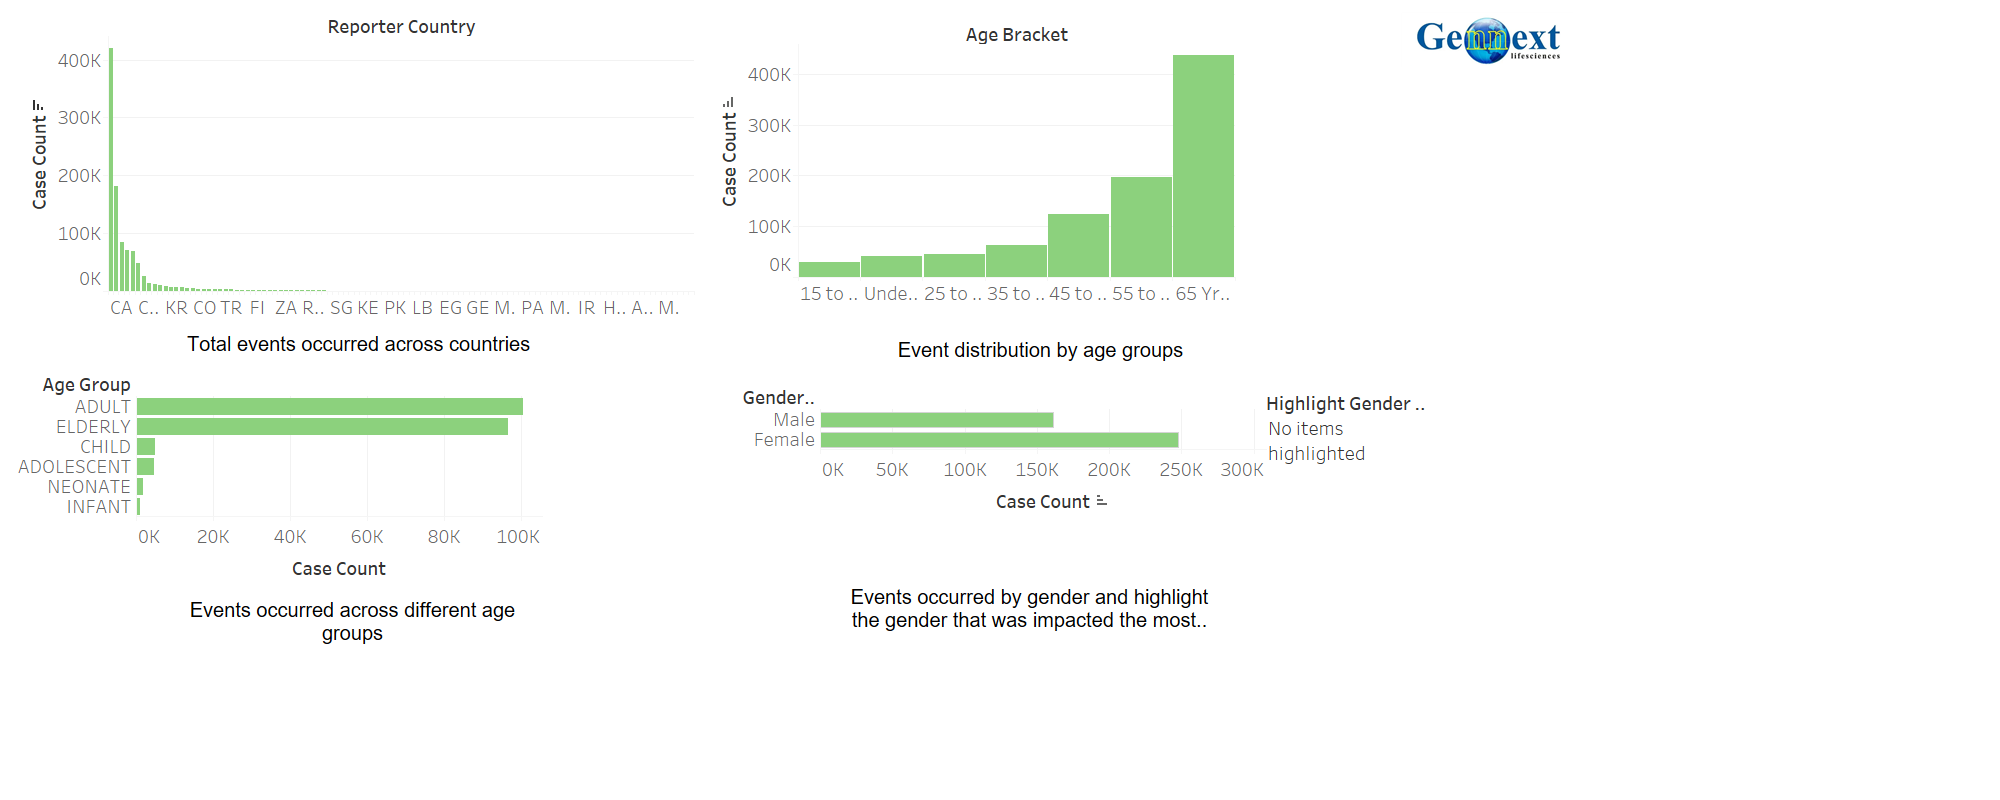 Reporter Country
Case Count
400K
300K
200K
100K
0K
CA C.. KR CO TR FI ZA R.. SG KE PK LB EG GE M. PA M. IR H.. A.. M.
Total events occurred across countries
Age Bracket
Case Count
400K
300K
200K
100K
0K
15 to .. Unde.. 25 to .. 35 to .. 45 to .. 55 to .. 65 Yr..
Event distribution by age groups
Gennext
lifesciences
Age Group
ADULT
ELDERLY
CHILD
ADOLESCENT
NEONATE
INFANT
0K 20K 40K 60K 80K 100K
Case Count
Events occurred across different age
groups
Gender..
Male
Female
0K 50K 100K 150K 200K 250K 300K
Case Count
Highlight Gender ..
No items
highlighted
Events occurred by gender and highlight
the gender that was impacted the most..